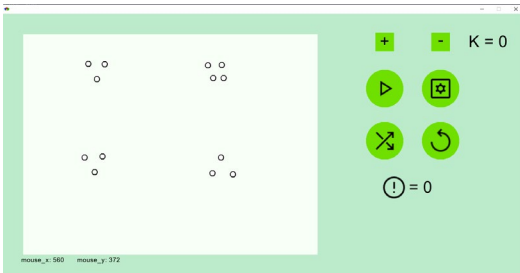 + - K = 0
! = 0
mouse_x: 560 mouse_y: 372